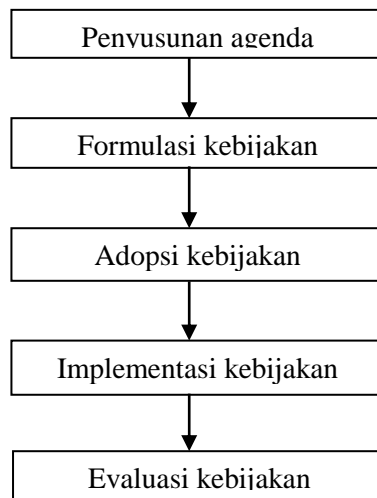 Penyusunan agenda
Formulasi kebijakan
Adopsi kebijakan
Implementasi kebijakan
Evaluasi kebijakan